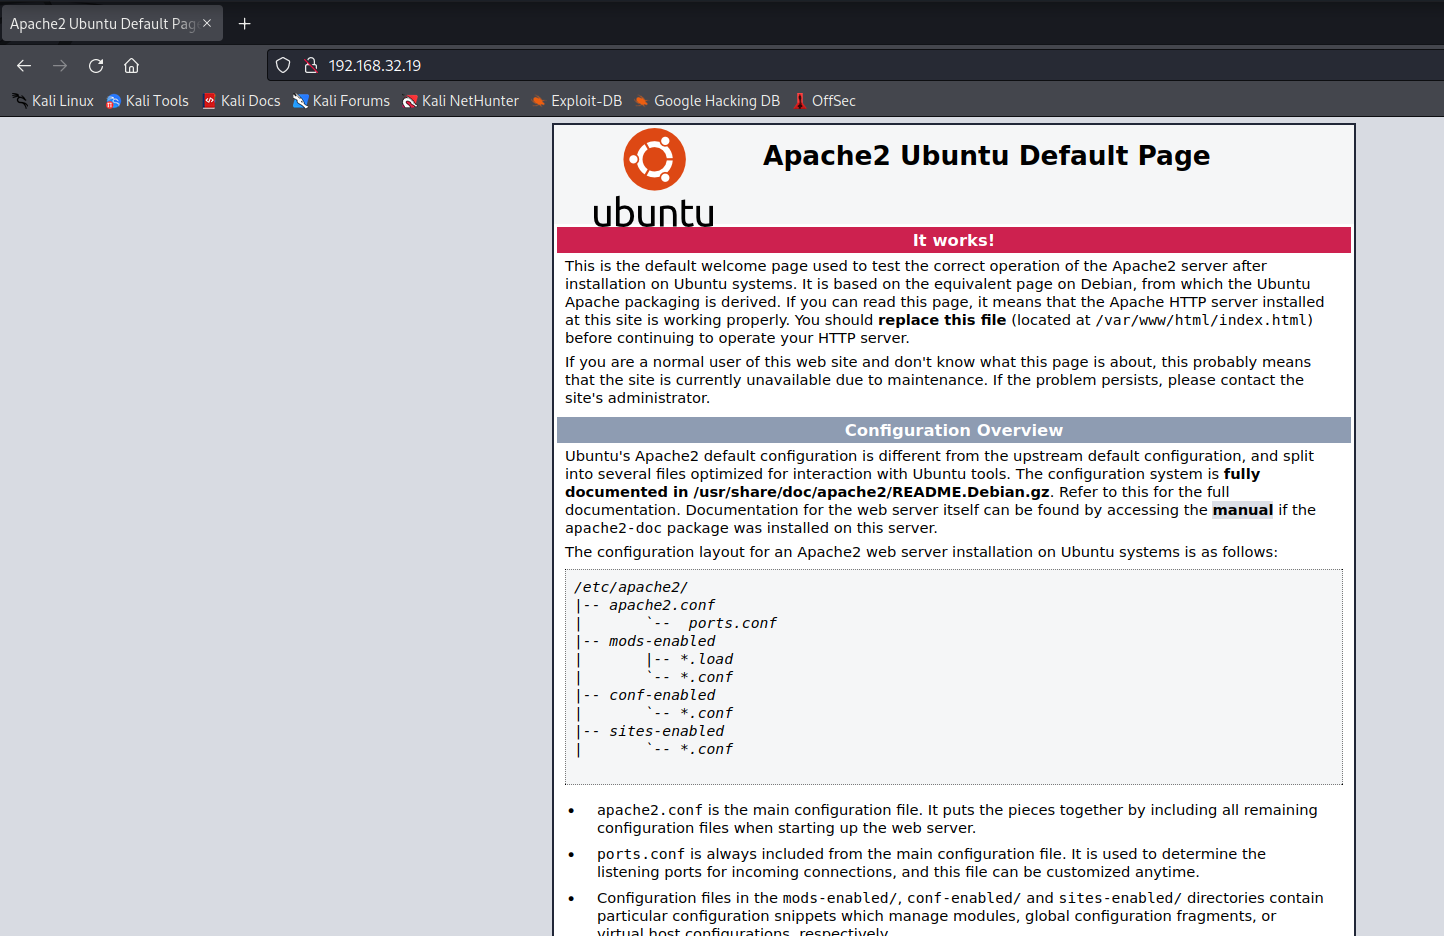 Apache2 Ubuntu Default Pag
192.168.32.19
Kali Linux Kali Tools Kali Docs Kali Forums Kali NetHunter Exploit-DB Google Hacking DB OffSec
ubuntu
Apache2 Ubuntu Default Page
It works!
This is the default welcome page used to test the correct operation of the Apache2 server after
installation on Ubuntu systems. It is based on the equivalent page on Debian, from which the Ubuntu
Apache packaging is derived. If you can read this page, it means that the Apache HTTP server installed
at this site is working properly. You should replace this file (located at /var/www/html/index.html)
before continuing to operate your HTTP server.
If you are a normal user of this web site and don't know what this page is about, this probably means
that the site is currently unavailable due to maintenance. If the problem persists, please contact the
site's administrator.
Configuration Overview
Ubuntu's Apache2 default configuration is different from the upstream default configuration, and split
into several files optimized for interaction with Ubuntu tools. The configuration system is fully
documented in /usr/share/doc/apache2/README.Debian.gz. Refer to this for the full
documentation. Documentation for the web server itself can be found by accessing the manual if the
apache2-doc package was installed on this server.
The configuration layout for an Apache2 web server installation on Ubuntu systems is as follows:
/etc/apache2/
|-- apache2.conf
|       `--  ports.conf
|-- mods-enabled
|       |-- *.load
|       `-- *.conf
|-- conf-enabled
|       `-- *.conf
|-- sites-enabled
|       `-- *.conf
• apache2.conf is the main configuration file. It puts the pieces together by including all remaining
configuration files when starting up the web server.
• ports.conf is always included from the main configuration file. It is used to determine the
listening ports for incoming connections, and this file can be customized anytime.
• Configuration files in the mods-enabled/, conf-enabled/ and sites-enabled/ directories contain
particular configuration snippets which manage modules, global configuration fragments, or
virtual host configurations, respectively.